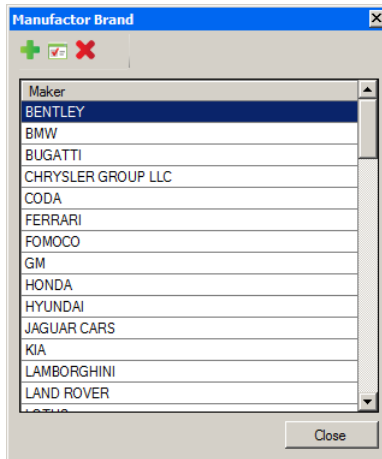 Manufactor Brand
Maker
BENTLEY
BMW
BUGATTI
CHRYSLER GROUP LLC
CODA
FERRARI
FOMOCO
GM
HONDA
HYUNDAI
JAGUAR CARS
KIA
LAMBORGHINI
LAND ROVER
Close